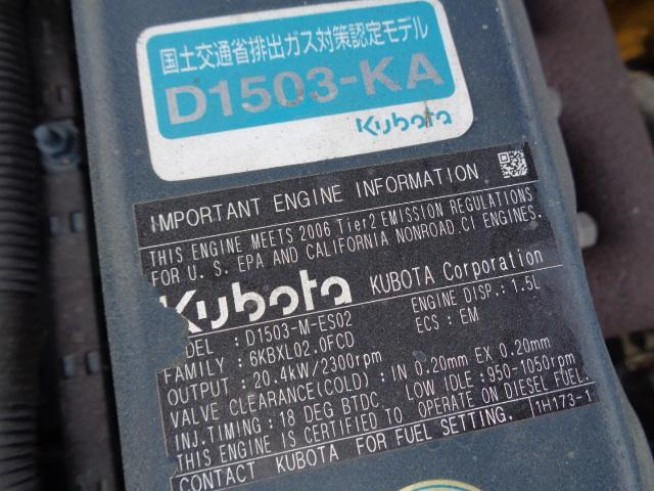 国土交通省排出ガス対策認定モデル
D1503-KA
Kubota
IMPORTANT ENGINE INFORMATION
THIS ENGINE MEETS 2006 Tier2 EMISSION REGULATIONS
FOR U. S. EPA AND CALIFORNIA NONROAD CI ENGINES.
Kubota KUBOTA Corporation
DEL : D1503-M-ES02 ENGINE DISP.: 1.5L
FAMILY : 6KBXL02.0FCD ECS : EM
OUTPUT : 20.4kW/2300rpm
VALVE CLEARANCE(COLD) : IN 0.20mm EX 0.20mm
INJ.TIMING: 18 DEG BTDC LOW IDLE:950-1050rpm
THIS ENGINE IS CERTIFIED TO OPERATE ON DIESEL FUEL.
CONTACT KUBOTA FOR FUEL SETTING. 1H173-1